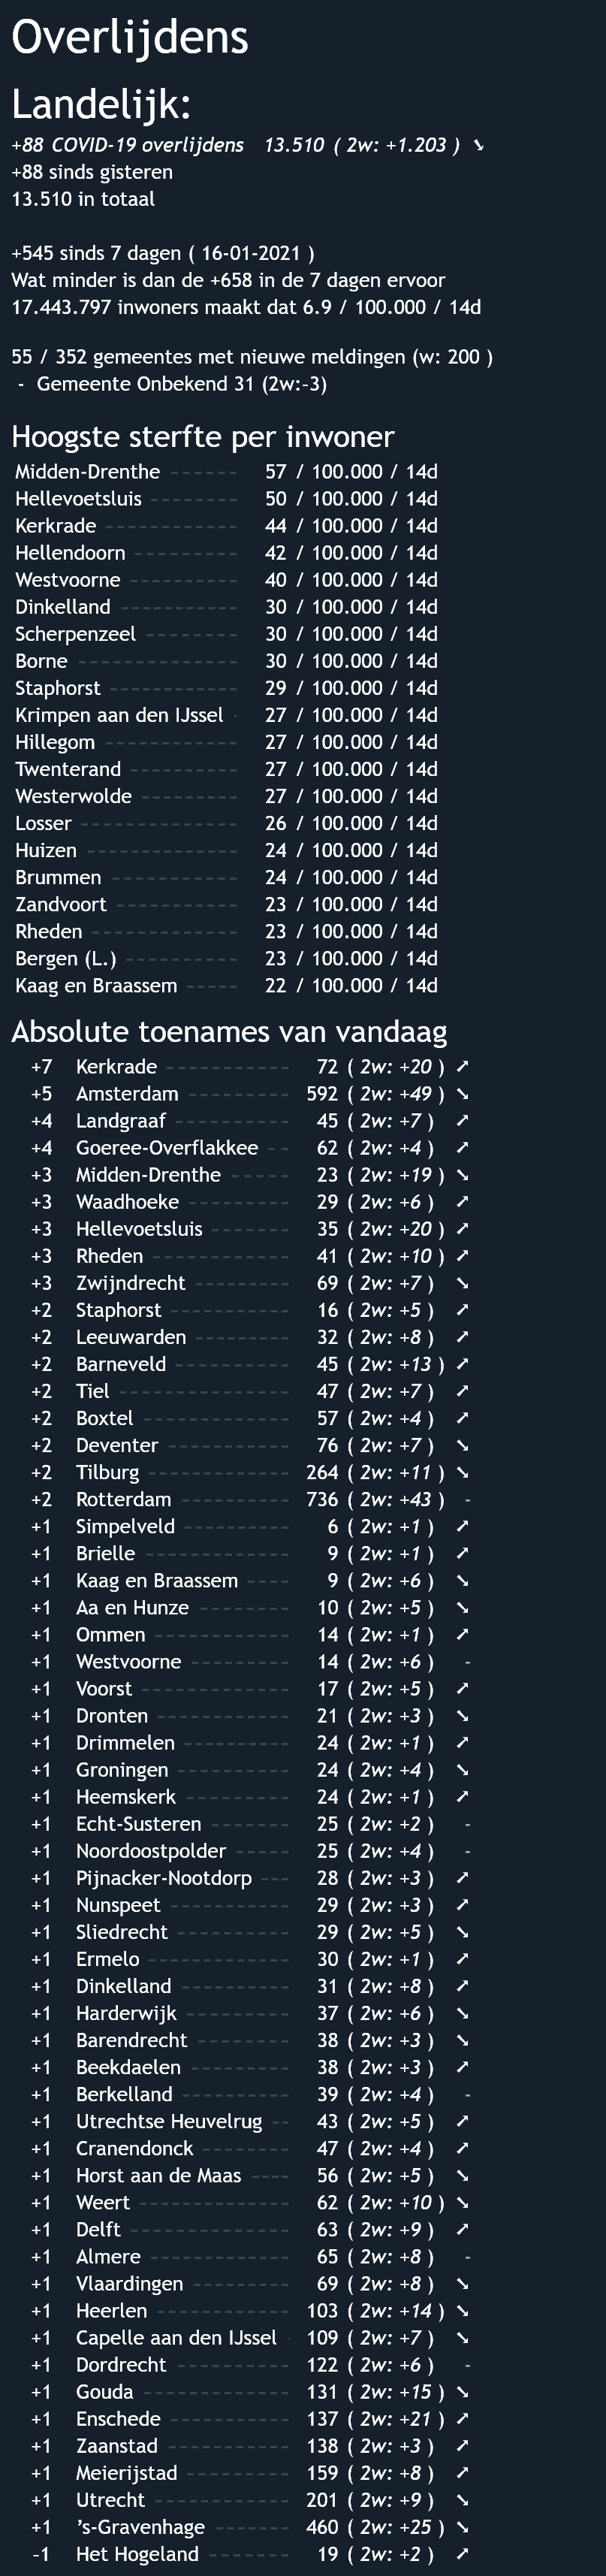 Overlijdens
Landelijk:
+88 COVID-19 overlijdens 13.510 ( 2w: +1.203 ) ➘
+88 sinds gisteren
13.510 in totaal
+545 sinds 7 dagen ( 16-01-2021 )
Wat minder is dan de +658 in de 7 dagen ervoor
17.443.797 inwoners maakt dat 6.9 / 100.000 / 14d
55 / 352 gemeentes met nieuwe meldingen (w: 200 )
- Gemeente Onbekend 31 (2w:-3)
Hoogste sterfte per inwoner
Midden-Drenthe ------ 57 / 100.000 / 14d
Hellevoetsluis -------- 50 / 100.000 / 14d
Kerkrade ----------- 44 / 100.000 / 14d
Hellendoorn --------- 42 / 100.000 / 14d
Westvoorne --------- 40 / 100.000 / 14d
Dinkelland ---------- 30 / 100.000 / 14d
Scherpenzeel ------- 30 / 100.000 / 14d
Borne ------------- 30 / 100.000 / 14d
Staphorst ----------- 29 / 100.000 / 14d
Krimpen aan den IJssel - 27 / 100.000 / 14d
Hillegom ----------- 27 / 100.000 / 14d
Twenterand --------- 27 / 100.000 / 14d
Westerwolde -------- 27 / 100.000 / 14d
Losser ------------- 26 / 100.000 / 14d
Huizen ------------ 24 / 100.000 / 14d
Brummen ---------- 24 / 100.000 / 14d
Zandvoort ---------- 23 / 100.000 / 14d
Rheden ------------ 23 / 100.000 / 14d
Bergen (L.) --------- 23 / 100.000 / 14d
Kaag en Braassem ----- 22 / 100.000 / 14d
Absolute toenames van vandaag
+7 Kerkrade ----------- 72 ( 2w: +20 ) ➚
+5 Amsterdam --------- 592 ( 2w: +49 ) ➘
+4 Landgraaf ---------- 45 ( 2w: +7 ) ➚
+4 Goeree-Overflakkee -- 62 ( 2w: +4 ) ➚
+3 Midden-Drenthe ----- 23 ( 2w: +19 ) ➘
+3 Waadhoeke --------- 29 ( 2w: +6 ) ➚
+3 Hellevoetsluis ------- 35 ( 2w: +20 ) ➚
+3 Rheden ------------ 41 ( 2w: +10 ) ➚
+3 Zwijndrecht -------- 69 ( 2w: +7 ) ➘
+2 Staphorst ---------- 16 ( 2w: +5 ) ➚
+2 Leeuwarden -------- 32 ( 2w: +8 ) ➚
+2 Barneveld ---------- 45 ( 2w: +13 ) ➚
+2 Tiel --------------- 47 ( 2w: +7 ) ➚
+2 Boxtel ------------- 57 ( 2w: +4 ) ➚
+2 Deventer ----------- 76 ( 2w: +7 ) ➘
+2 Tilburg ------------ 264 ( 2w: +11 ) ➘
+2 Rotterdam ---------- 736 ( 2w: +43 ) -
+1 Simpelveld --------- 6 ( 2w: +1 ) ➚
+1 Brielle ------------- 9 ( 2w: +1 ) ➚
+1 Kaag en Braassem ---- 9 ( 2w: +6 ) ➘
+1 Aa en Hunze -------- 10 ( 2w: +5 ) ➘
+1 Ommen ------------ 14 ( 2w: +1 ) ➚
+1 Westvoorne --------- 14 ( 2w: +6 ) -
+1 Voorst ------------- 17 ( 2w: +5 ) ➚
+1 Dronten ------------ 21 ( 2w: +3 ) ➘
+1 Drimmelen --------- 24 ( 2w: +1 ) ➚
+1 Groningen ---------- 24 ( 2w: +4 ) ➘
+1 Heemskerk --------- 24 ( 2w: +1 ) ➚
+1 Echt-Susteren ------- 25 ( 2w: +2 ) -
+1 Noordoostpolder ----- 25 ( 2w: +4 ) -
+1 Pijnacker-Nootdorp --- 28 ( 2w: +3 ) ➚
+1 Nunspeet ----------- 29 ( 2w: +3 ) ➚
+1 Sliedrecht ---------- 29 ( 2w: +5 ) ➘
+1 Ermelo ------------ 30 ( 2w: +1 ) ➚
+1 Dinkelland ---------- 31 ( 2w: +8 ) ➚
+1 Harderwijk --------- 37 ( 2w: +6 ) ➘
+1 Barendrecht -------- 38 ( 2w: +3 ) ➘
+1 Beekdaelen --------- 38 ( 2w: +3 ) ➚
+1 Berkelland ---------- 39 ( 2w: +4 ) -
+1 Utrechtse Heuvelrug -- 43 ( 2w: +5 ) ➚
+1 Cranendonck -------- 47 ( 2w: +4 ) ➚
+1 Horst aan de Maas ---- 56 ( 2w: +5 ) ➘
+1 Weert ------------- 62 ( 2w: +10 ) ➘
+1 Delft -------------- 63 ( 2w: +9 ) ➚
+1 Almere ------------ 65 ( 2w: +8 ) -
+1 Vlaardingen --------- 69 ( 2w: +8 ) ➘
+1 Heerlen ------------ 103 ( 2w: +14 ) ➘
+1 Capelle aan den IJssel - 109 ( 2w: +7 ) ➘
+1 Dordrecht ---------- 122 ( 2w: +6 ) -
+1 Gouda ------------- 131 ( 2w: +15 ) ➘
+1 Enschede ----------- 137 ( 2w: +21 ) ➚
+1 Zaanstad ----------- 138 ( 2w: +3 ) ➚
+1 Meierijstad --------- 159 ( 2w: +8 ) ➚
+1 Utrecht ------------ 201 ( 2w: +9 ) ➘
+1 's-Gravenhage ------- 460 ( 2w: +25 ) ➘
-1 Het Hogeland ------- 19 ( 2w: +2 ) ➚